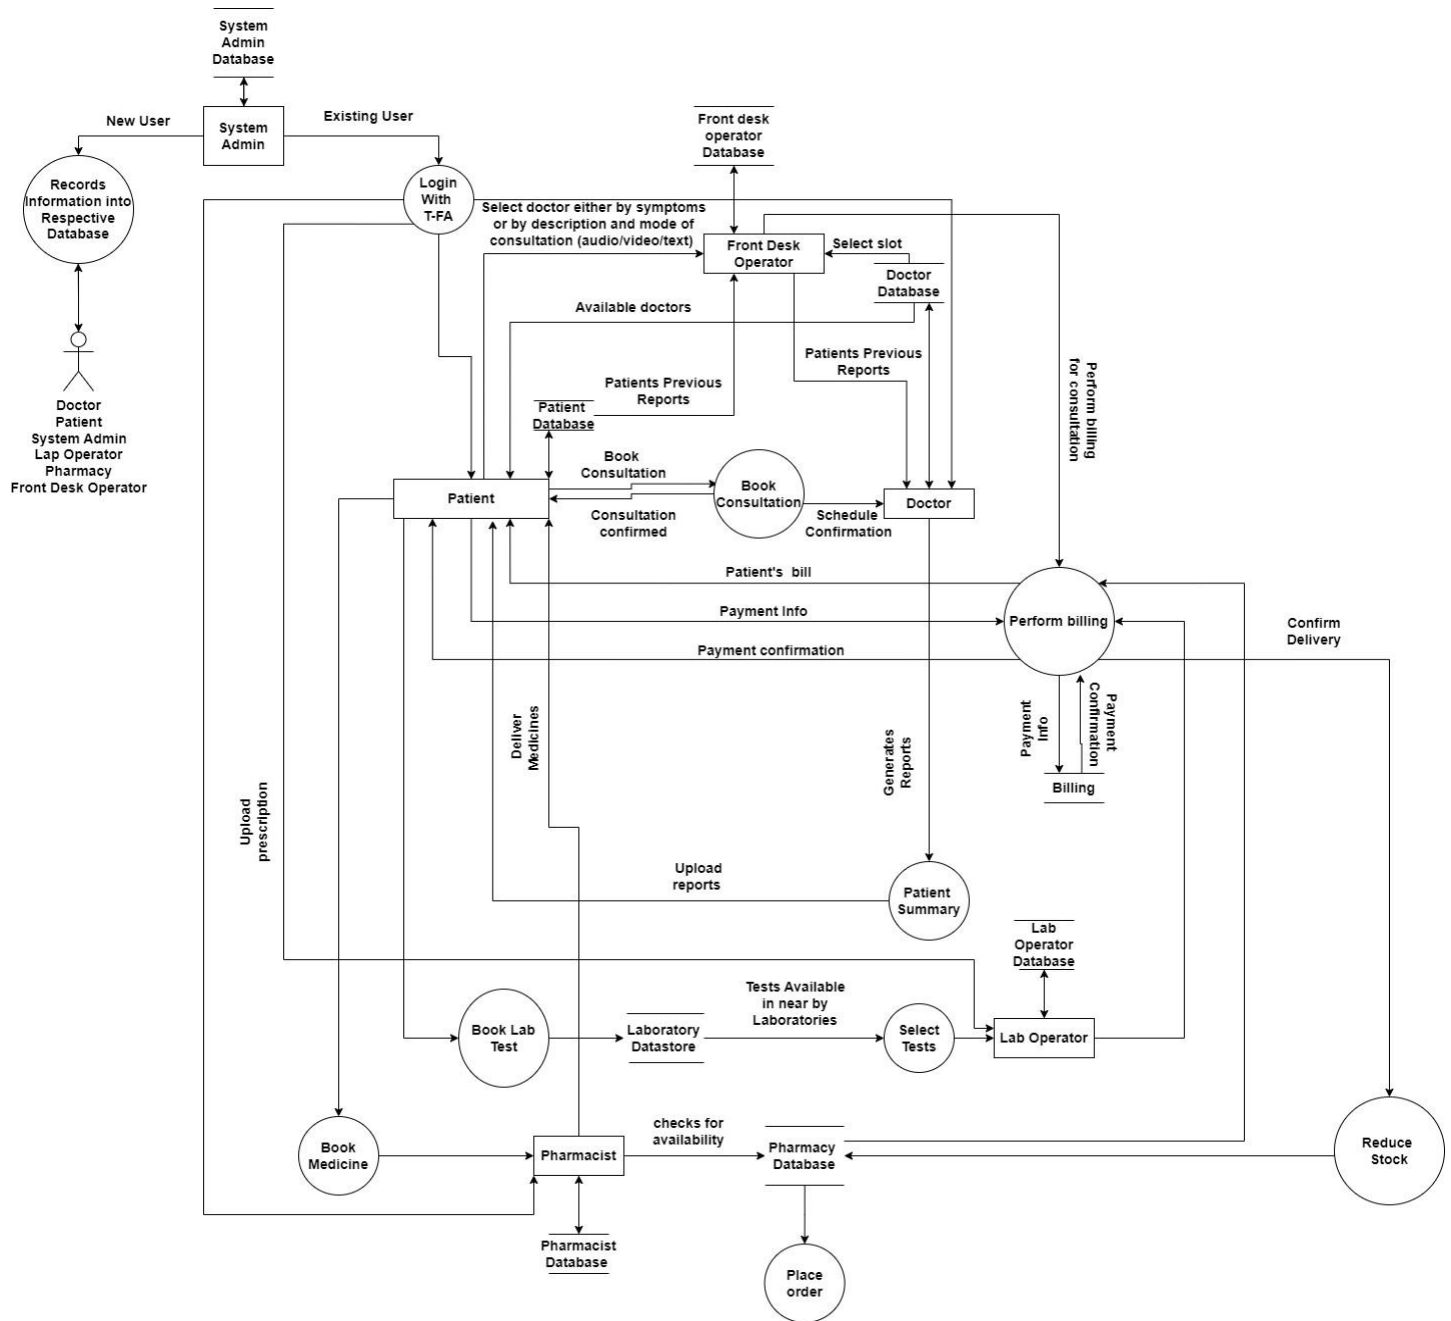 System
Admin
Database
New User
System
Admin
Existing User
Front desk
operator
Database
Records
Information into
Respective
Database
Login
With
T-FA
Select doctor either by symptoms
or by description and mode of
consultation (audio/video/text)
Front Desk
Operator
Select slot
Doctor
Database
Available doctors
Perform billing
for consultation
Patients Previous
Reports
Patients Previous
Reports
Doctor
Patient
System Admin
Lap Operator
Pharmacy
Front Desk Operator
Patient
Database
Book
Consultation
Patient
Book
Consultation
Doctor
Consultation
confirmed
Schedule
Confirmation
Patient's bill
Payment Info
Perform billing
Payment confirmation
Confirm
Delivery
Deliver
Medicines
Generates
Reports
Payment
Info
Payment
Confirmation
Billing
Upload
prescription
Upload
reports
Patient
Summary
Lab
Operator
Database
Book Lab
Test
Laboratory
Datastore
Tests Available
in near by
Laboratories
Select
Tests
Lab Operator
Book
Medicine
Pharmacist
checks for
availability
Pharmacy
Database
Reduce
Stock
Pharmacist
Database
Place
order